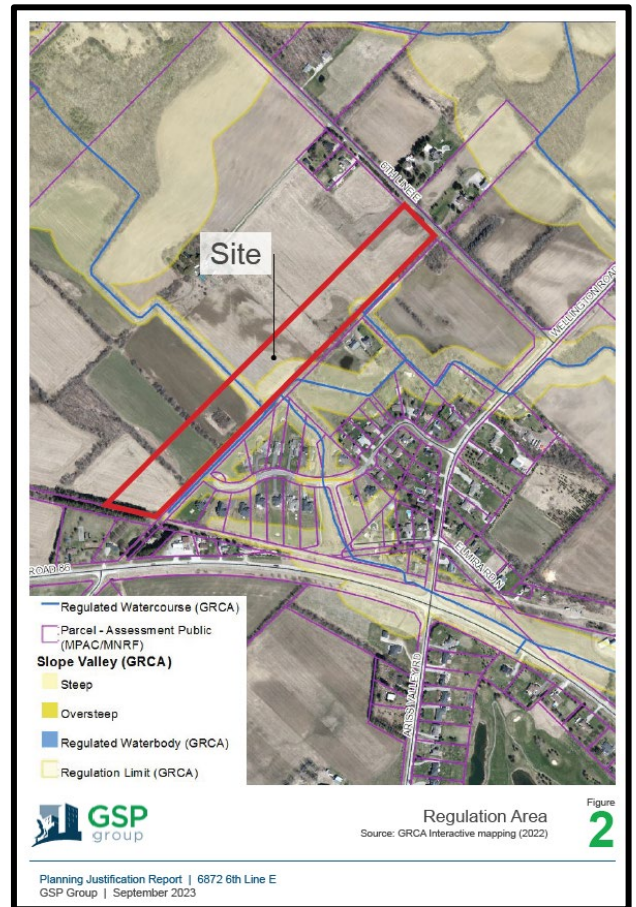 6TH LINE E
Site
WELLINGTON ROAD
ELMIRA RD N
ROAD 86
ARISS VALLEY RD
Regulated Watercourse (GRCA)
Parcel - Assessment Public
(MPAC/MNRF)
Slope Valley (GRCA)
Steep
Oversteep
Regulated Waterbody (GRCA)
Regulation Limit (GRCA)
GSP
group
Regulation Area
Source: GRCA Interactive mapping (2022)
Figure
2
Planning Justification Report | 6872 6th Line E
GSP Group | September 2023